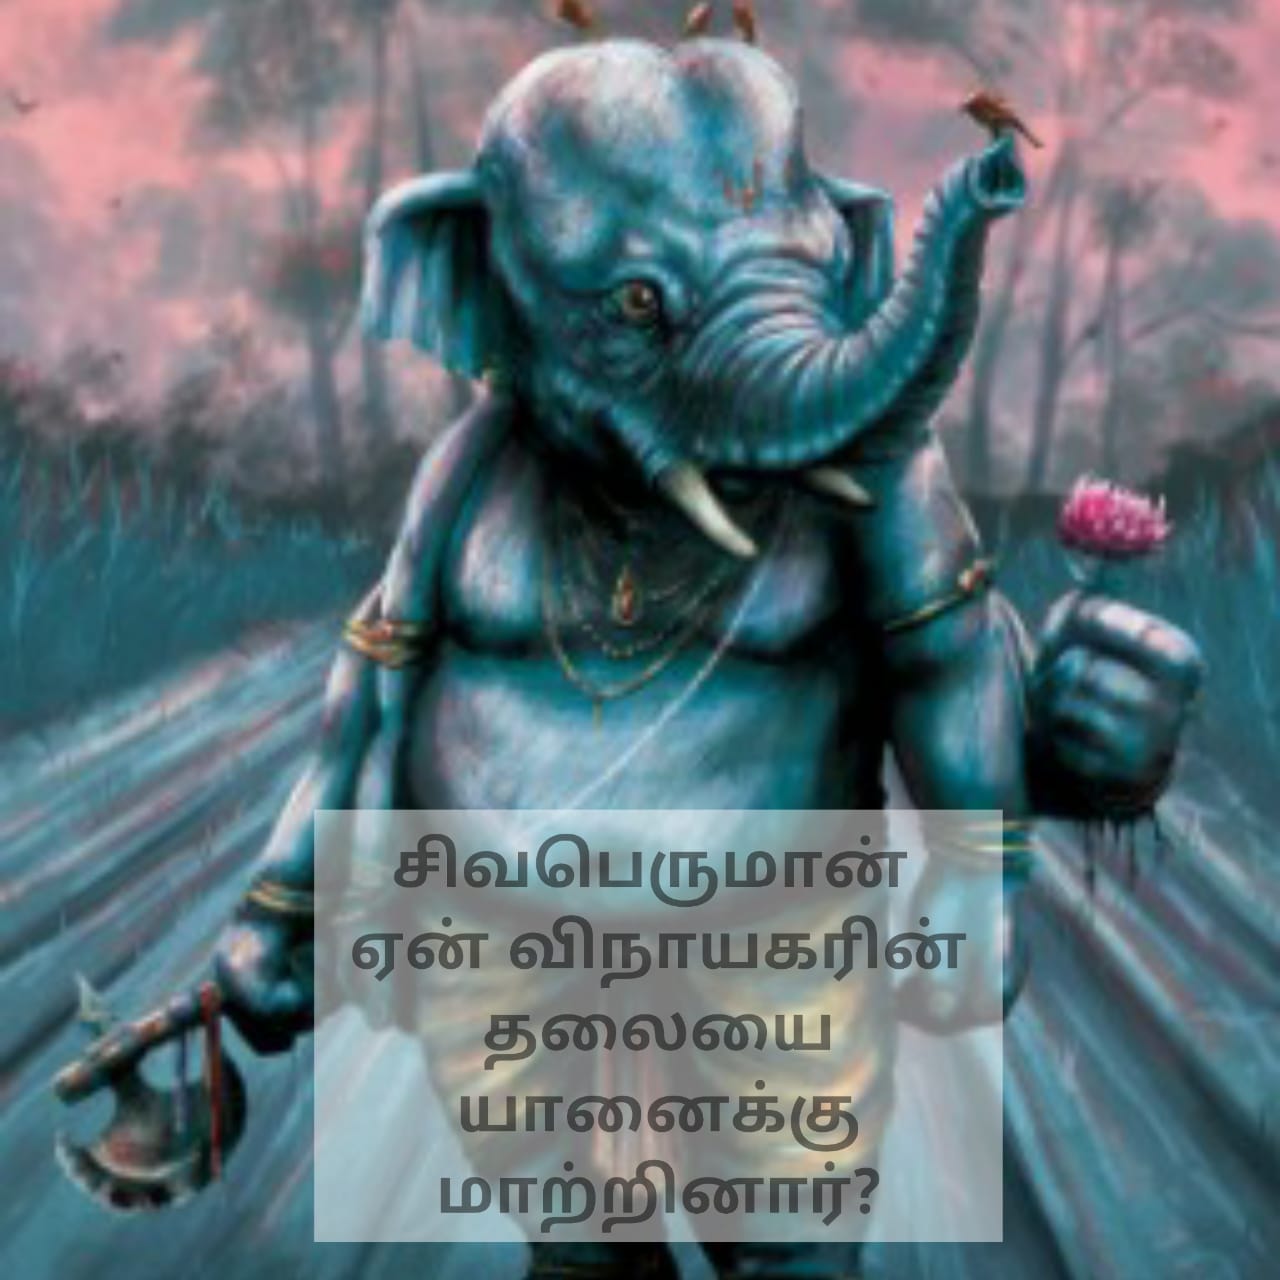 சிவபெருமான்
ஏன் விநாயகரின்
தலையை
யானைக்கு
மாற்றினார்?